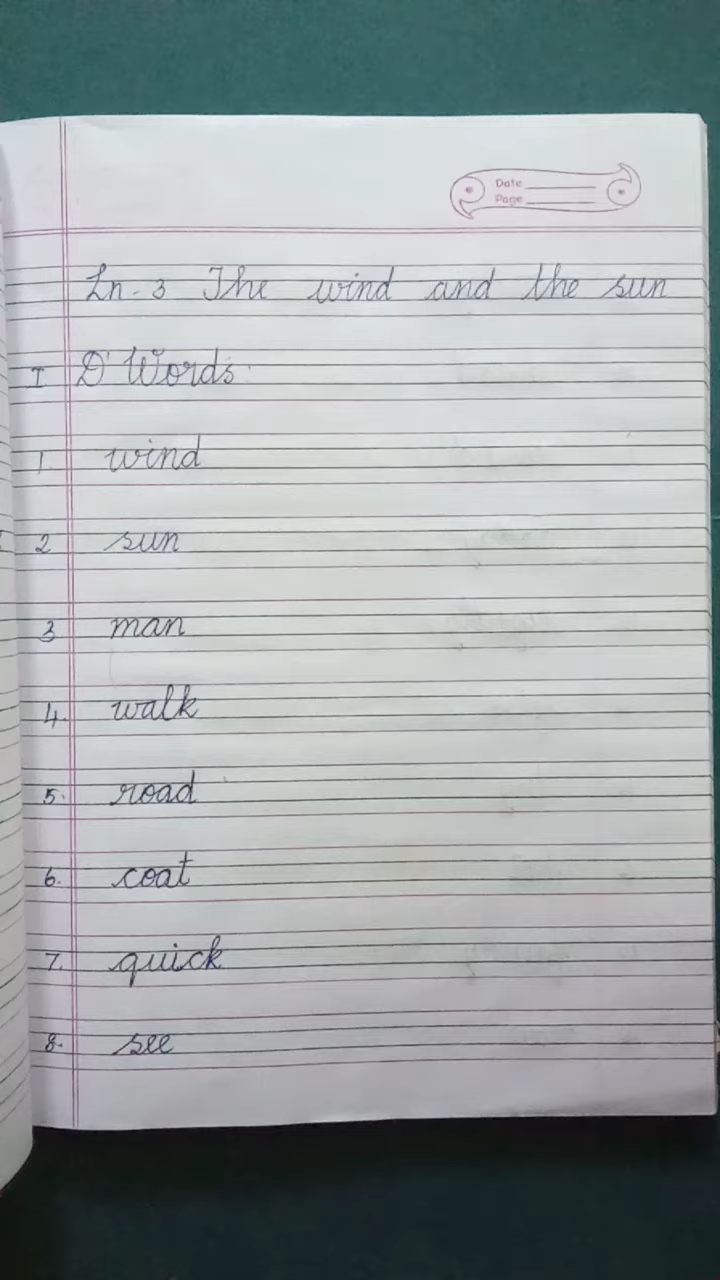 Date
Page
Ln-3 The wind and the sun
I D'Words:
1. wind
2 sun
3 man
4. walk
5. road
6. coat
7. quick
8. see